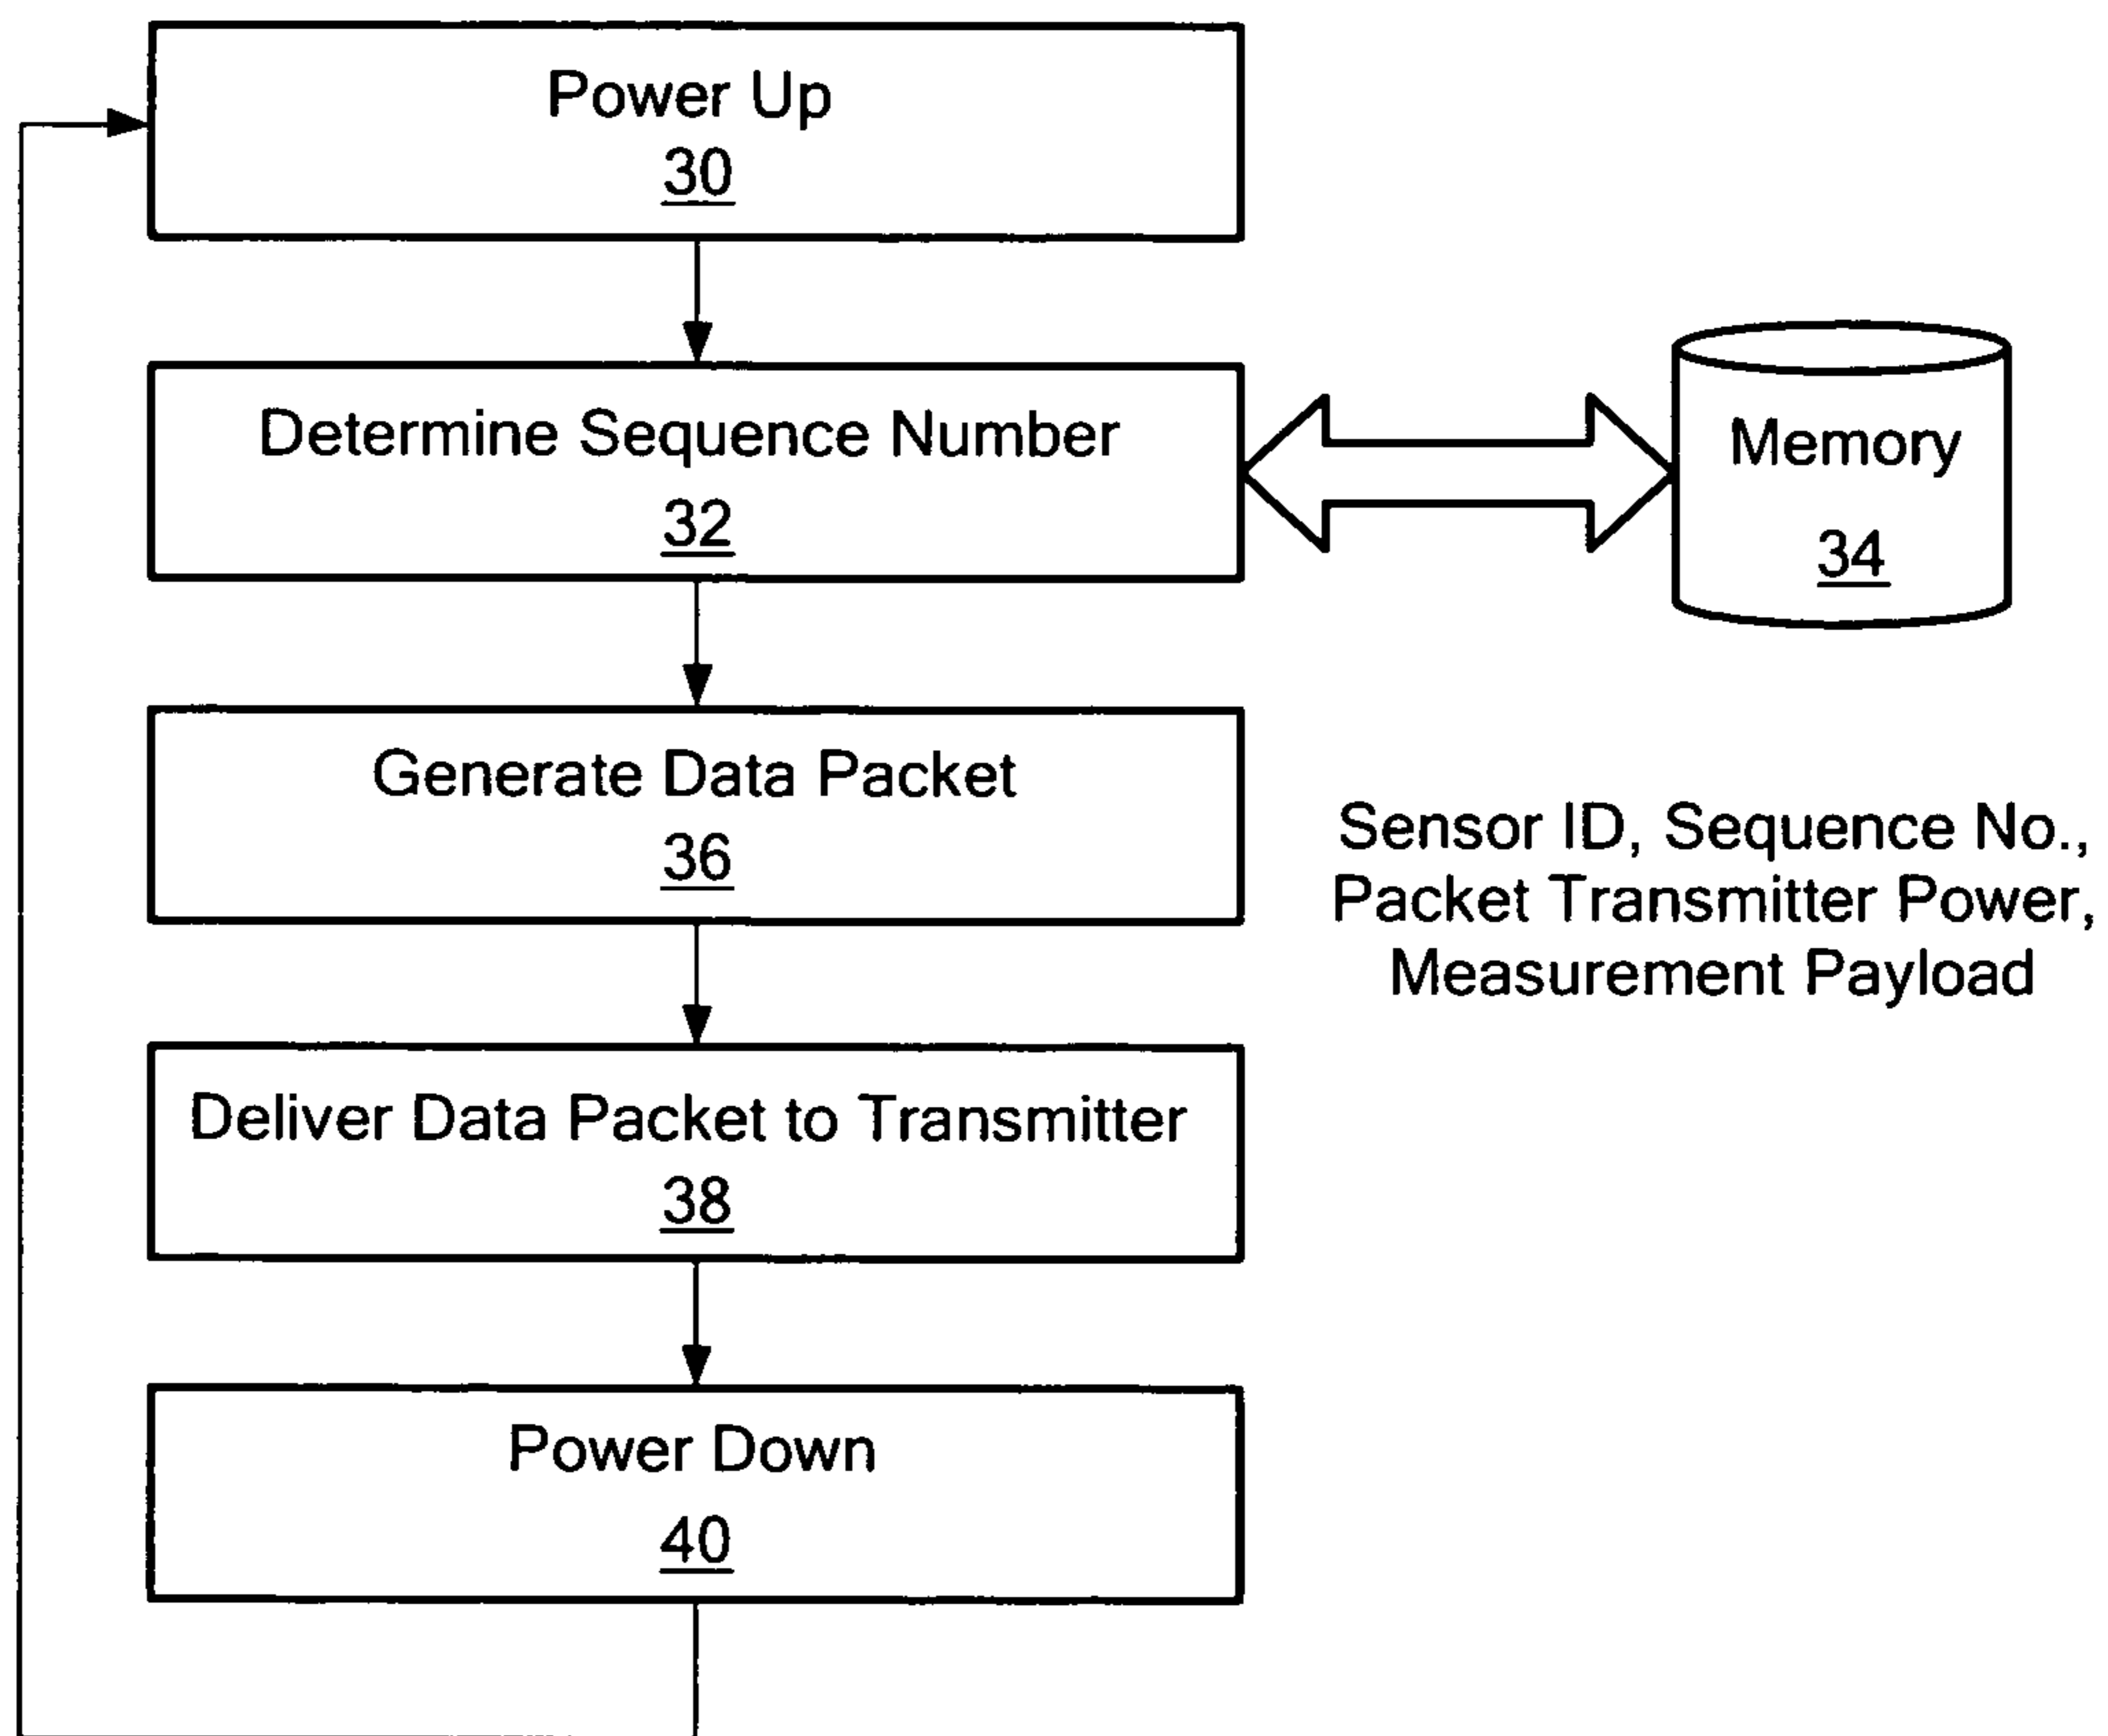 Power Up
30
Determine Sequence Number
32
Memory
34
Generate Data Packet
36
Sensor ID, Sequence No.,
Packet Transmitter Power,
Measurement Payload
Deliver Data Packet to Transmitter
38
Power Down
40